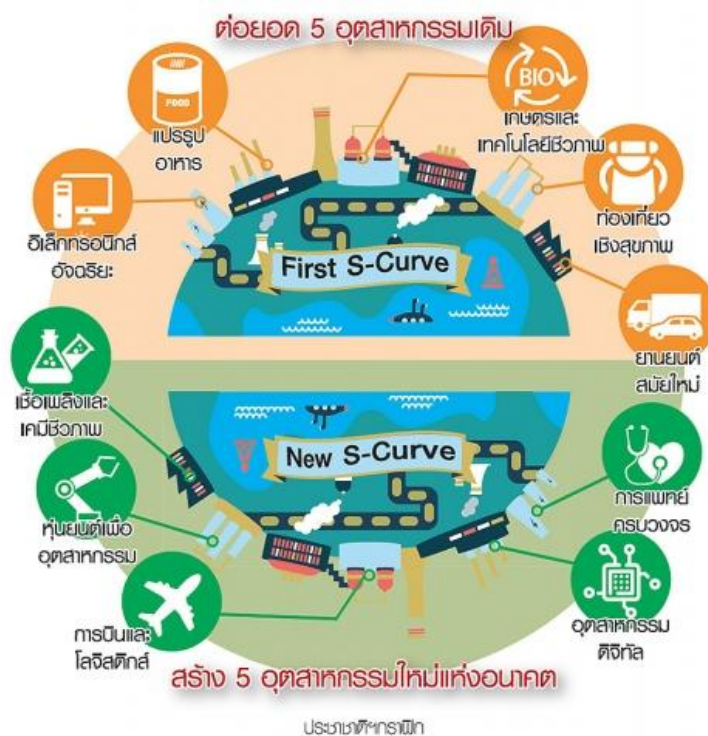 ต่อยอด 5 อุตสาหกรรมเดิม
FOOD
แปรรูป
อาหาร
BIO
เกษตรและ
เทคโนโลยีชีวภาพ
อิเล็กทรอนิกส์
อัจฉริยะ
ท่องเที่ยว
เชิงสุขภาพ
First S-Curve
ยานยนต์
สมัยใหม่
เชื้อเพลิงและ
เคมีชีวภาพ
New S-Curve
การแพทย์
ครบวงจร
หุ่นยนต์เพื่อ
อุตสาหกรรม
การบินและ
โลจิสติกส์
อุตสาหกรรม
ดิจิทัล
สร้าง 5 อุตสาหกรรมใหม่แห่งอนาคต
ประชาชาติฯกราฟิก